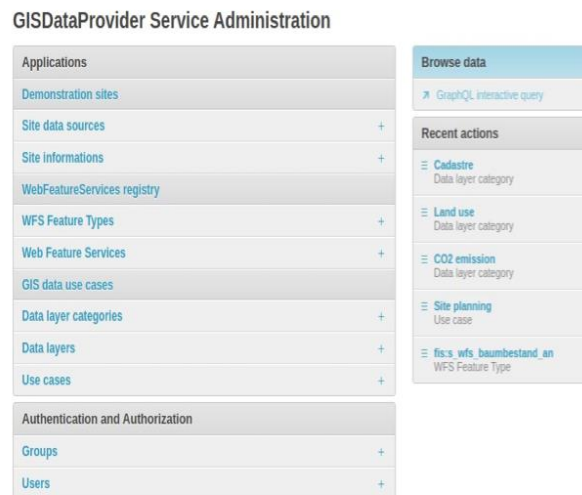 GISDataProvider Service Administration
Applications
Demonstration sites
Site data sources +
Site informations +
WebFeatureServices registry
WFS Feature Types +
Web Feature Services +
GIS data use cases
Data layer categories +
Data layers +
Use cases +
Authentication and Authorization
Groups +
Users +
Browse data
GraphQL interactive query
Recent actions
Cadastre
Data layer category
Land use
Data layer category
CO2 emission
Data layer category
Site planning
Use case
fis:s_wfs_baumbestand_an
WFS Feature Type